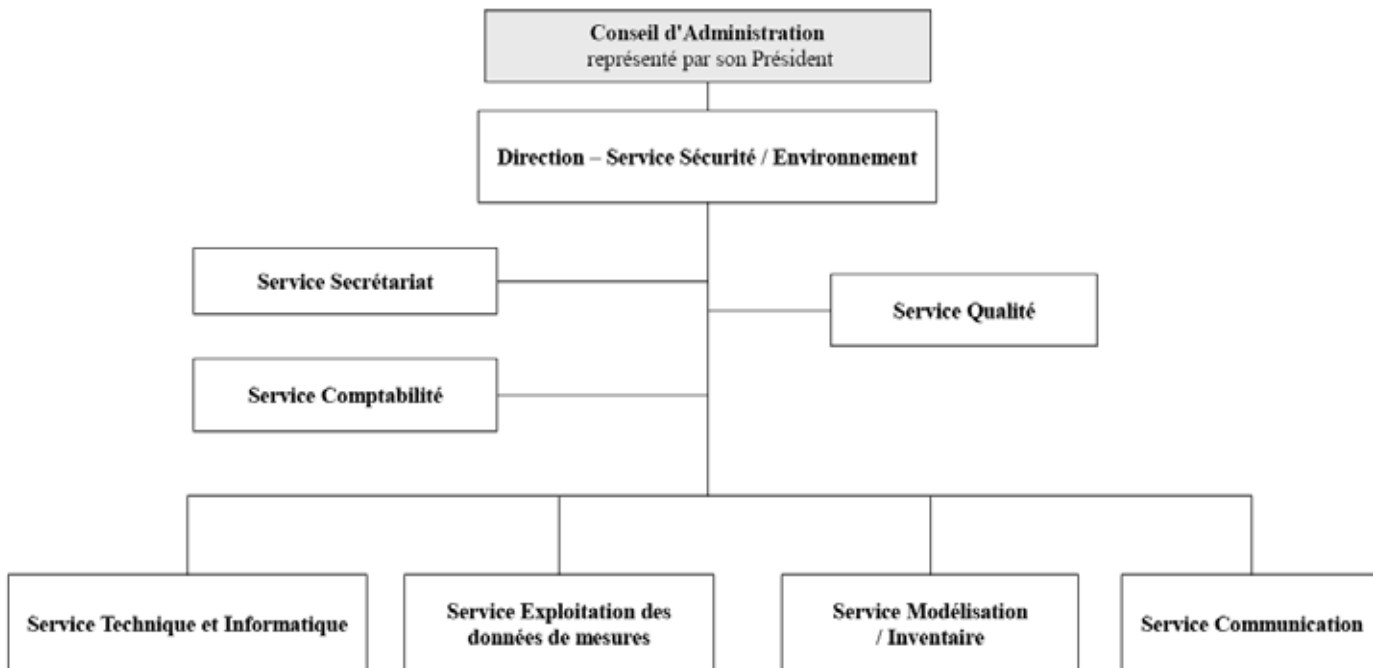 Conseil d'Administration
représenté par son Président
Direction – Service Sécurité / Environnement
Service Secrétariat
Service Qualité
Service Comptabilité
Service Technique et Informatique
Service Exploitation des
données de mesures
Service Modélisation
/ Inventaire
Service Communication